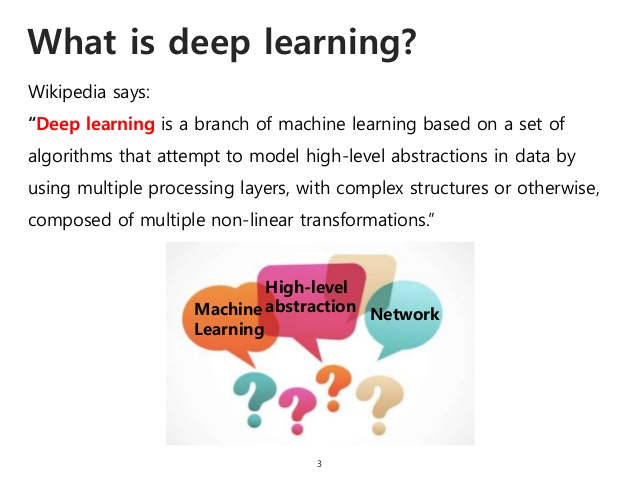 What is deep learning?
Wikipedia says:
“Deep learning is a branch of machine learning based on a set of
algorithms that attempt to model high-level abstractions in data by
using multiple processing layers, with complex structures or otherwise,
composed of multiple non-linear transformations.”
High-level
abstraction
Machine
Learning
Network
? ? ? ?
3